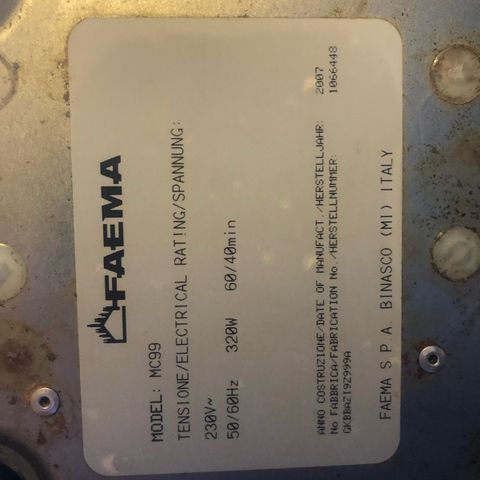 FAEMA
MODEL: MC99
TENSIONE/ELECTRICAL RATING/SPANNUNG:
230V~
50/60Hz 320W 60/40min
ANNO COSTRUZIONE/DATE OF MANUFACT./HERSTELLJAHR: 2007
No FABBRICA/FABRICATION No./HERSTELLNUMMER: 1066448
GKBBAZI9Z999A
FAEMA S P A BINASCO (MI) ITALY